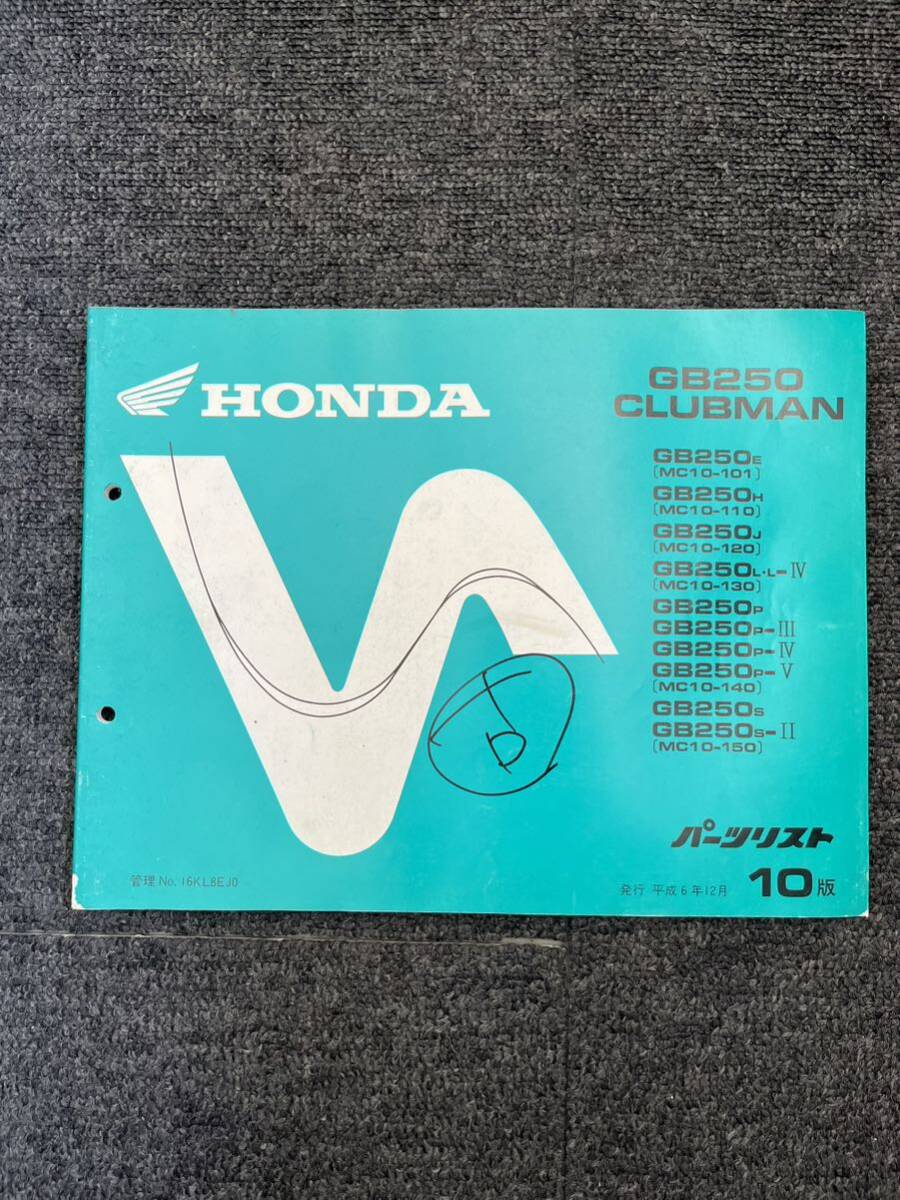 HONDA
GB250
CLUBMAN
GB250E
(MC10-101)
GB250H
(MC10-110)
GB250J
(MC10-120)
GB250L·L-IV
(MC10-130)
GB250P
GB250P-III
GB250P-IV
GB250P-V
(MC10-140)
GB250S
GB250S-II
(MC10-150)
パーツリスト
管理 No. 16KL8EJ0
発行 平成6年12月 10版